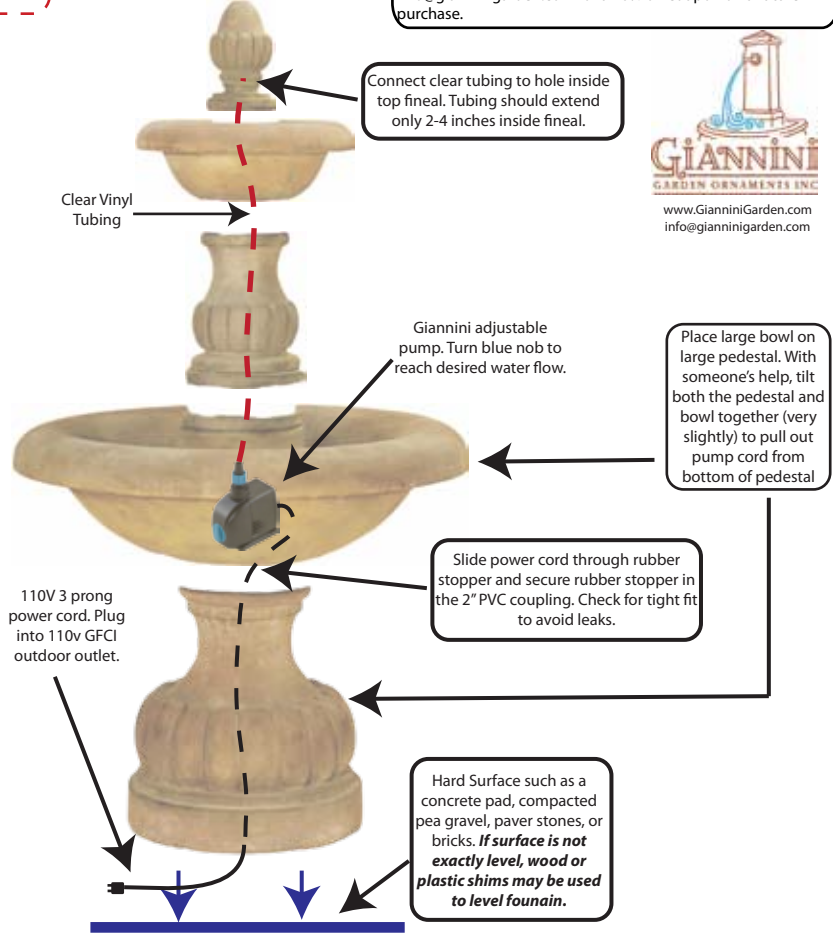 purchase.
Connect clear tubing to hole inside
top fineal. Tubing should extend
only 2-4 inches inside fineal.
GIANNINI
GARDEN ORNAMENTS INC
www.GianniniGarden.com
info@gianninigarden.com
Clear Vinyl
Tubing
Giannini adjustable
pump. Turn blue nob to
reach desired water flow.
Place large bowl on
large pedestal. With
someone's help, tilt
both the pedestal and
bowl together (very
slightly) to pull out
pump cord from
bottom of pedestal
Slide power cord through rubber
stopper and secure rubber stopper in
the 2" PVC coupling. Check for tight fit
to avoid leaks.
110V 3 prong
power cord. Plug
into 110v GFCI
outdoor outlet.
Hard Surface such as a
concrete pad, compacted
pea gravel, paver stones, or
bricks. If surface is not
exactly level, wood or
plastic shims may be used
to level founain.